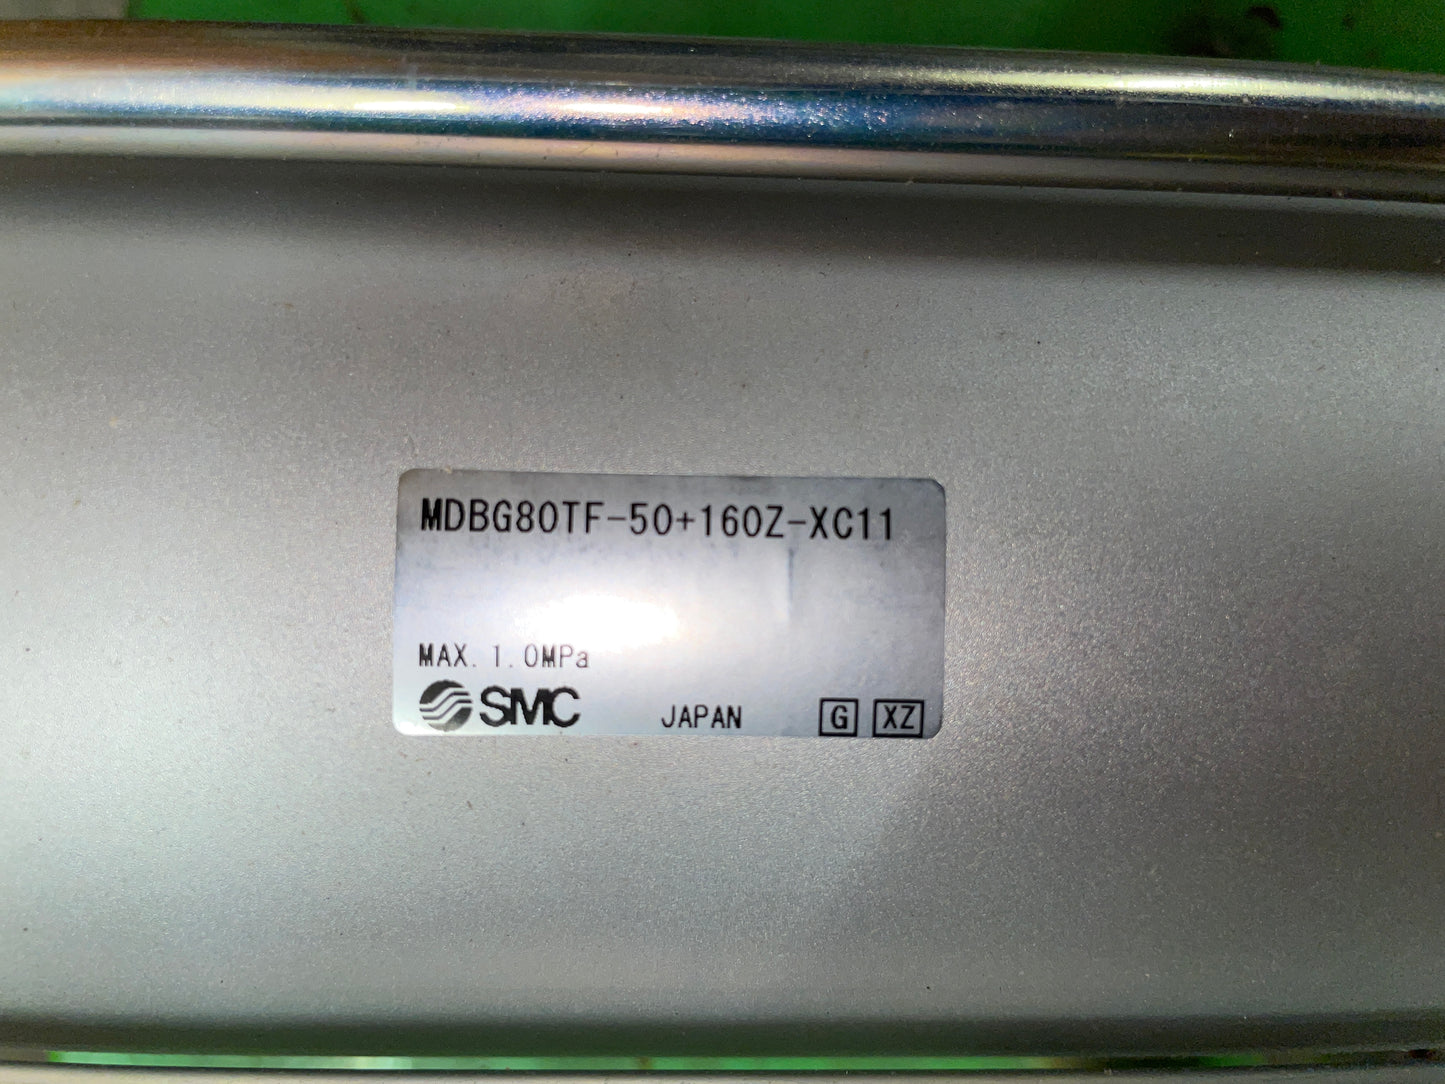 MDBG80TF-50+160Z-XC11
MAX. 1.0MPa
SMC JAPAN G XZ